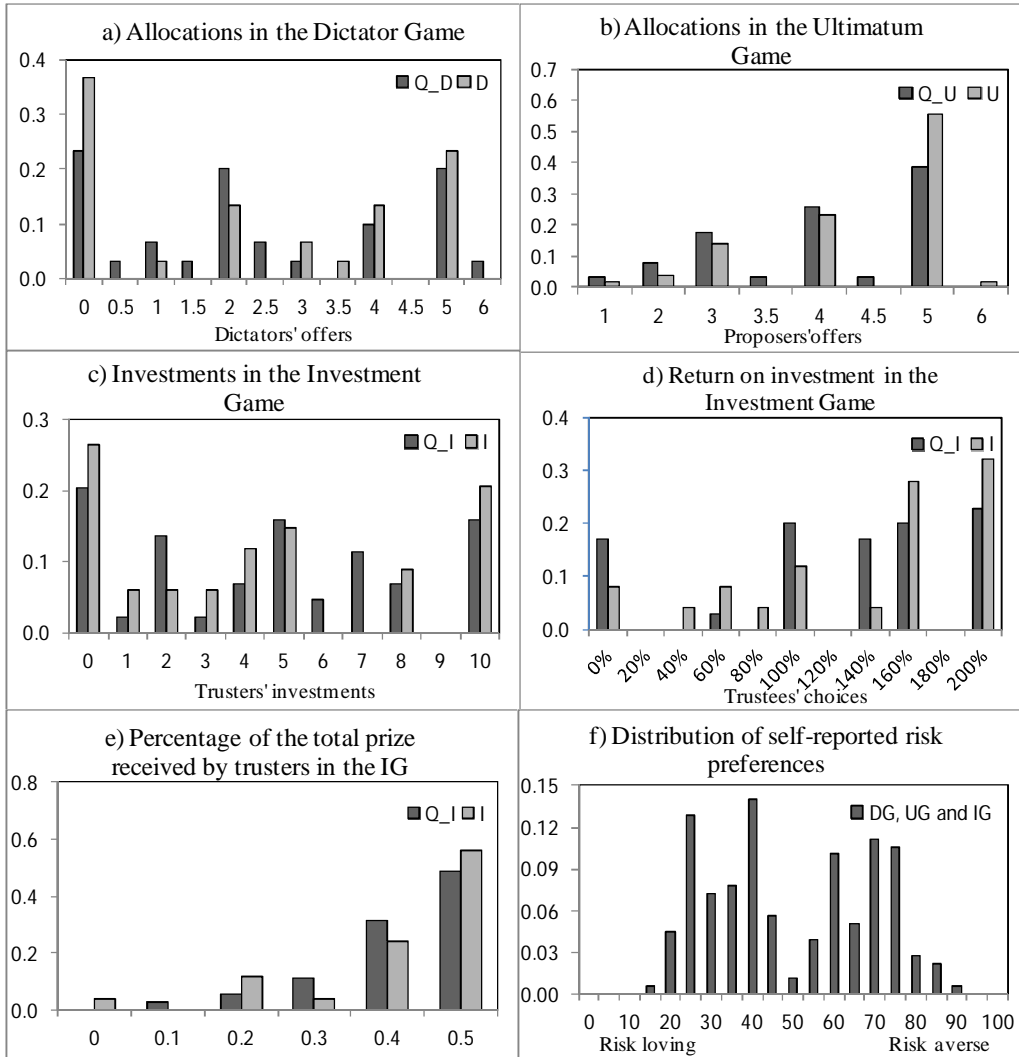 a) Allocations in the Dictator Game
0.4
0.3
0.2
0.1
0.0
Q_D D
0 0.5 1 1.5 2 2.5 3 3.5 4 4.5 5 6
Dictators' offers
b) Allocations in the Ultimatum
Game
0.7
0.6
0.5
0.4
0.3
0.2
0.1
0.0
Q_U U
1 2 3 3.5 4 4.5 5 6
Proposers'offers
c) Investments in the Investment
Game
0.3
0.2
0.1
0.0
Q_I I
0 1 2 3 4 5 6 7 8 9 10
Trusters' investments
d) Return on investment in the
Investment Game
0.4
0.3
0.2
0.1
0.0
Q_I I
0% 20% 40% 60% 80% 100% 120% 140% 160% 180% 200%
Trustees' choices
e) Percentage of the total prize
received by trusters in the IG
0.8
0.6
0.4
0.2
0.0
Q_I I
0 0.1 0.2 0.3 0.4 0.5
f) Distribution of self-reported risk
preferences
0.15
0.12
0.09
0.06
0.03
0.00
DG, UG and IG
0 10 20 30 40 50 60 70 80 90 100
Risk loving Risk averse